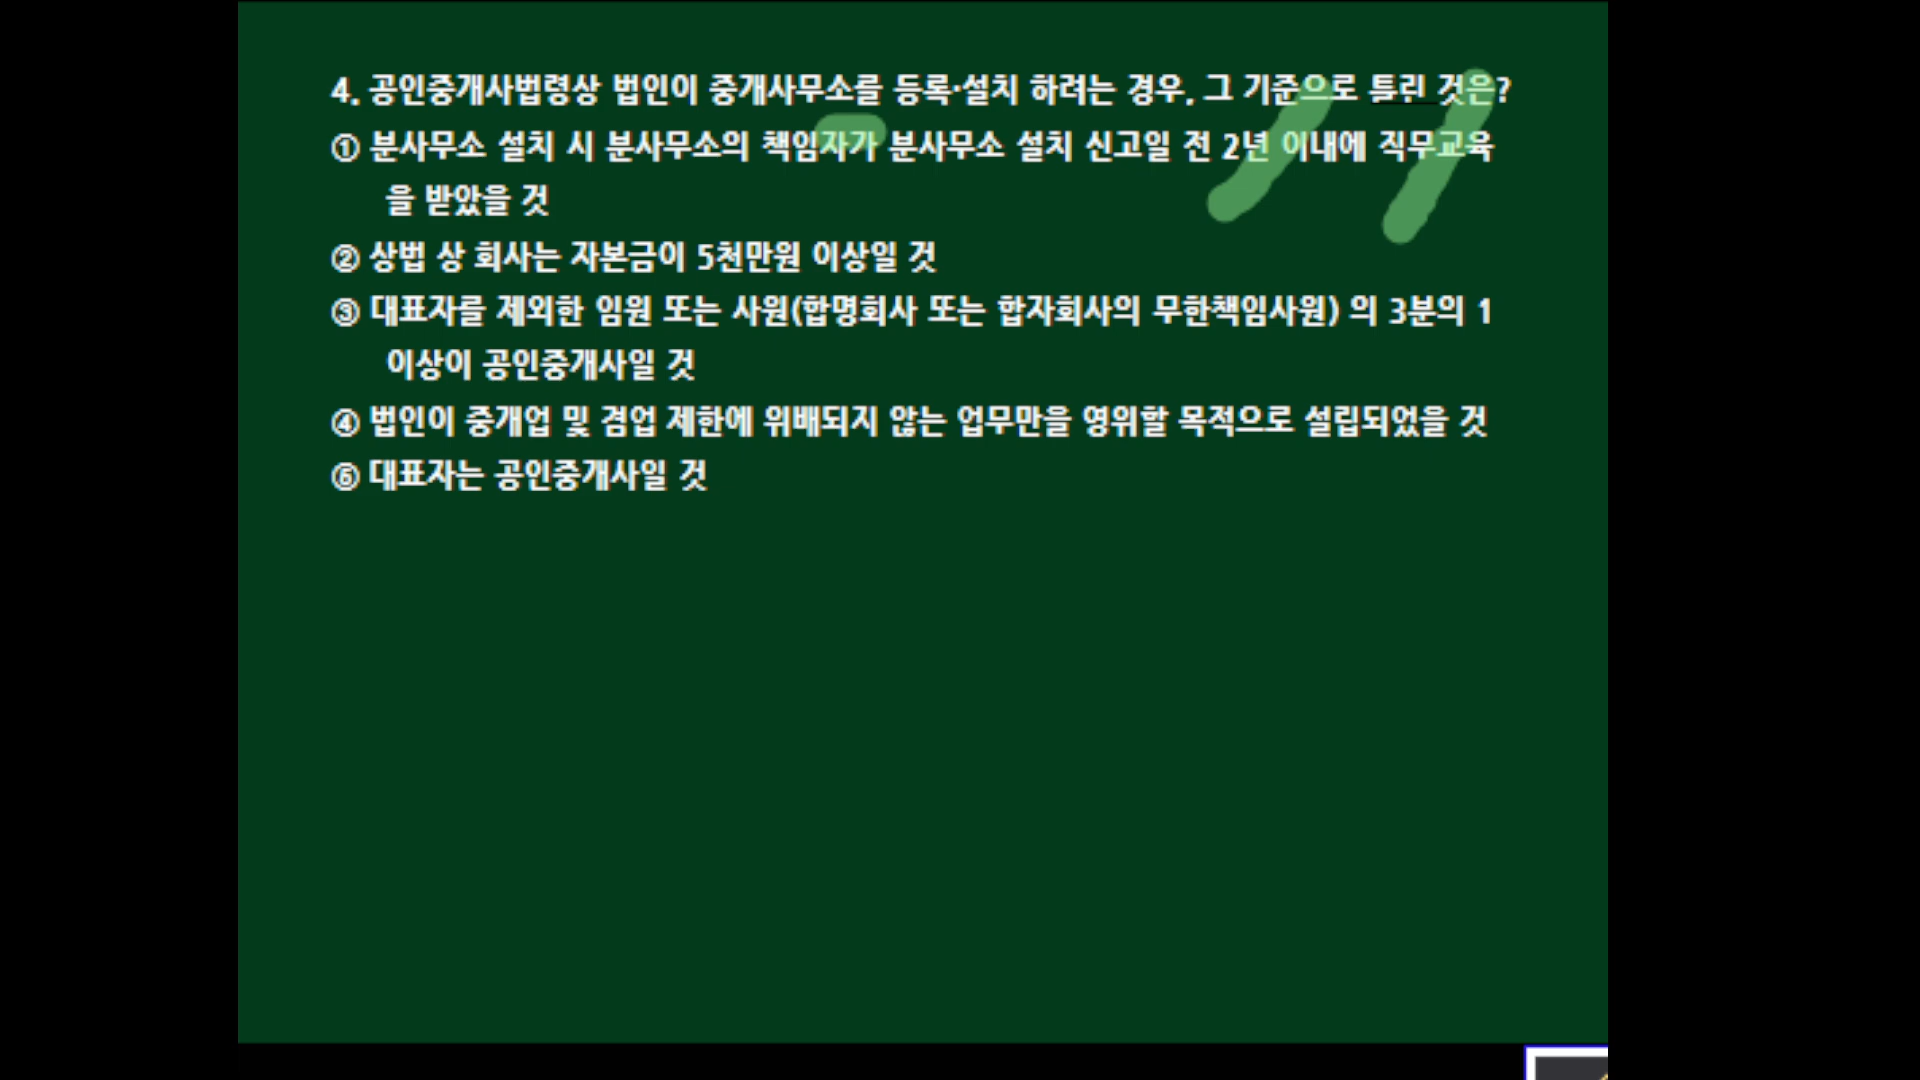 4. 공인중개사법령상 법인이 중개사무소를 등록·설치 하려는 경우, 그 기준으로 틀린 것은?
① 분사무소 설치 시 분사무소의 책임자가 분사무소 설치 신고일 전 2년 이내에 직무교육
을 받았을 것
② 상법 상 회사는 자본금이 5천만원 이상일 것
③ 대표자를 제외한 임원 또는 사원(합명회사 또는 합자회사의 무한책임사원) 의 3분의 1
이상이 공인중개사일 것
④ 법인이 중개업 및 겸업 제한에 위배되지 않는 업무만을 영위할 목적으로 설립되었을 것
⑤ 대표자는 공인중개사일 것